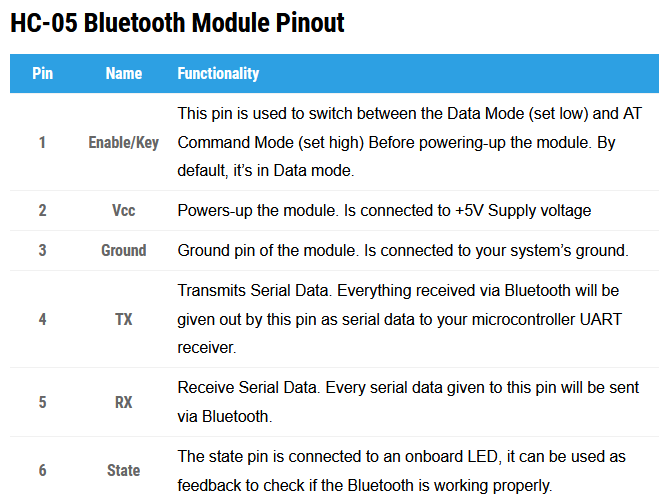 HC-05 Bluetooth Module Pinout
Pin Name Functionality
This pin is used to switch between the Data Mode (set low) and AT
1 Enable/Key Command Mode (set high) Before powering-up the module. By
default, it’s in Data mode.
2 Vcc Powers-up the module. Is connected to +5V Supply voltage
3 Ground Ground pin of the module. Is connected to your system’s ground.
Transmits Serial Data. Everything received via Bluetooth will be
4 TX given out by this pin as serial data to your microcontroller UART
receiver.
5 RX Receive Serial Data. Every serial data given to this pin will be sent
via Bluetooth.
6 State The state pin is connected to an onboard LED, it can be used as
feedback to check if the Bluetooth is working properly.